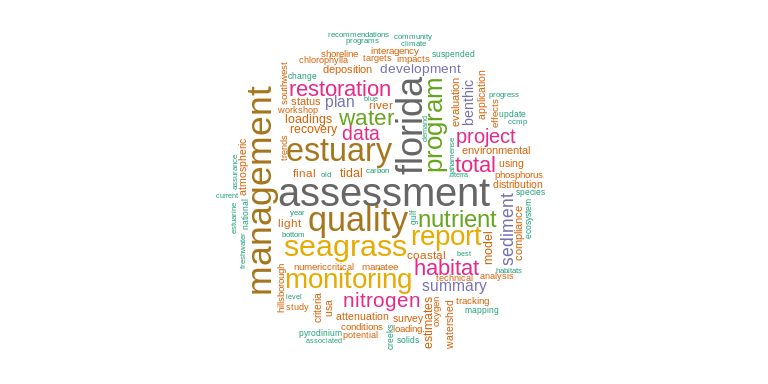 recommendations
community
programs
climate
shoreline
interagency
suspended
chlorophylla
targets
impacts
deposition
development
southwest
change
restoration
florida
program
evaluation
benthic
application
progress
status
plan
blue
river
workshop
loadings
water
effects
update
ccmp
recovery
data
demand
project
management
trends
estuary
environmental
atmospheric
bahamense
total
using
assurance
final
old
tidal
carbon
terra
phosphorus
distribution
species
current
assessment
national
estuarine
year
light
quality
gulf
nutrient
sediment
compliance
ecosystem
bottom
report
freshwater
seagrass
coastal
best
model
numeric
critical
manatee
habitat
habitats
monitoring
technical
analysis
hillsborough
summary
level
nitrogen
study
criteria
usa
tracking
estimates
oxygen
watershed
mapping
attenuation
survey
conditions
loading
pyrodinium
potential
creeks
solids
associated